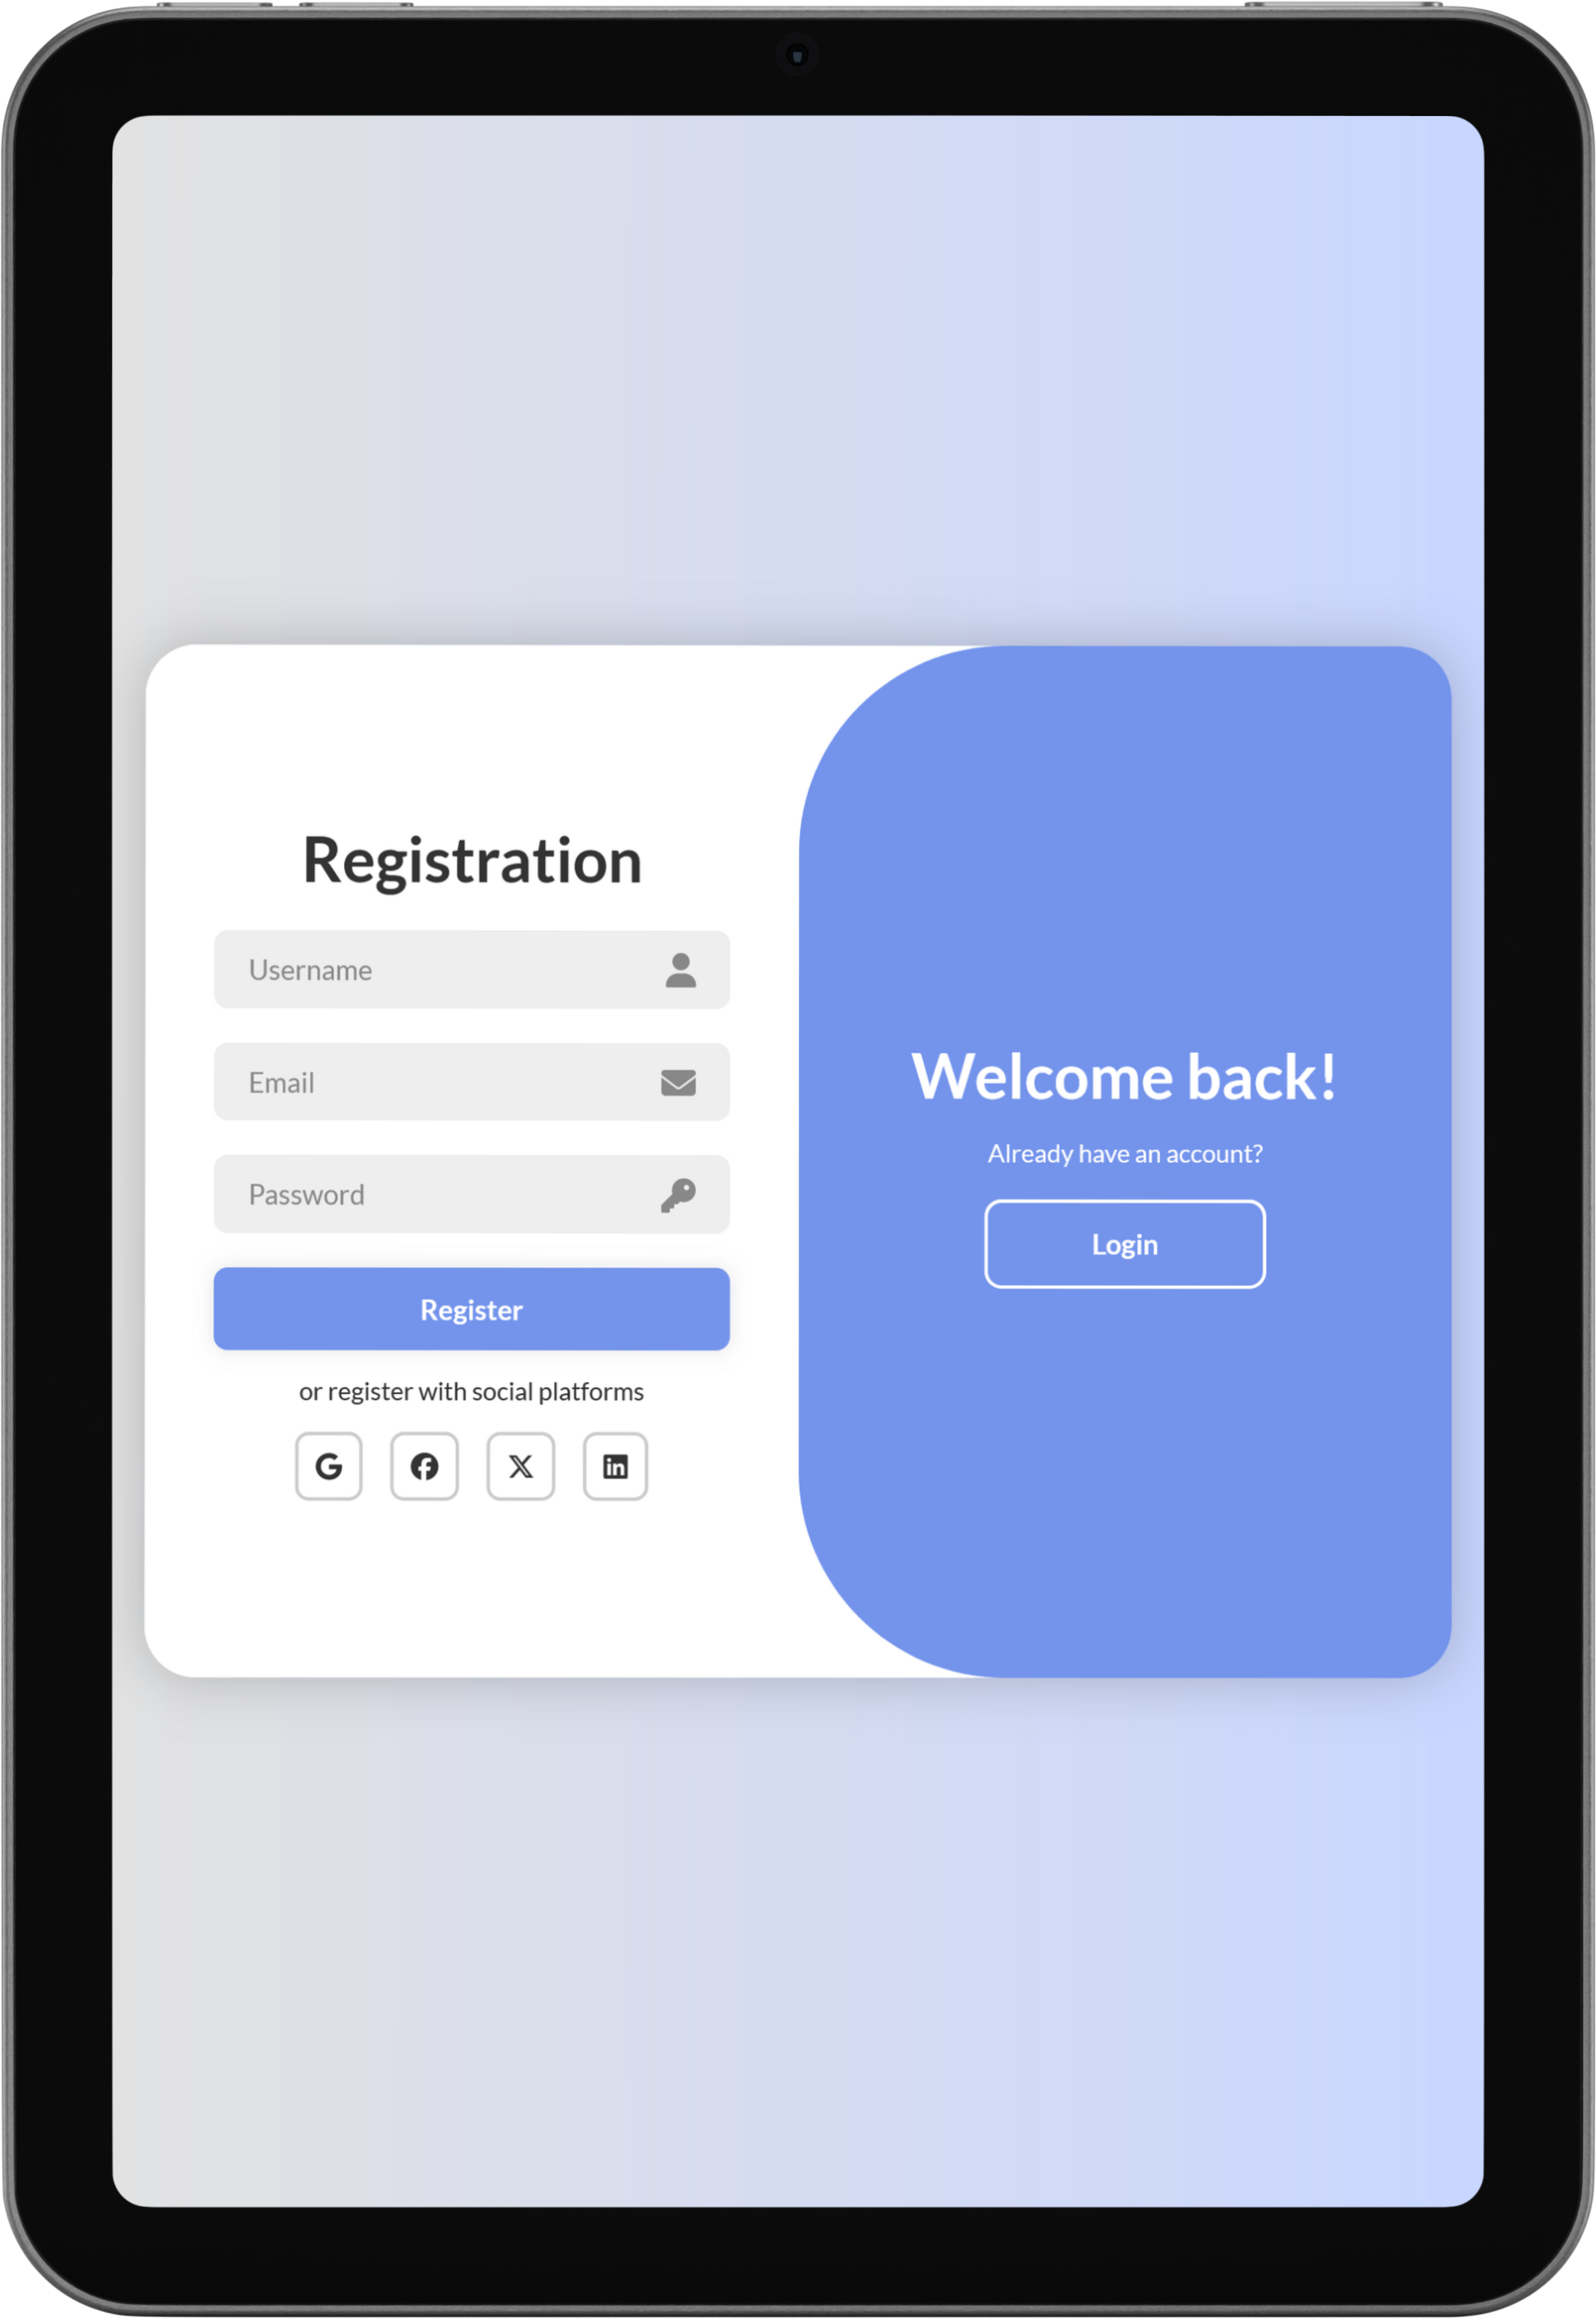 Registration
Username
Email
Password
Register
or register with social platforms
Welcome back!
Already have an account?
Login